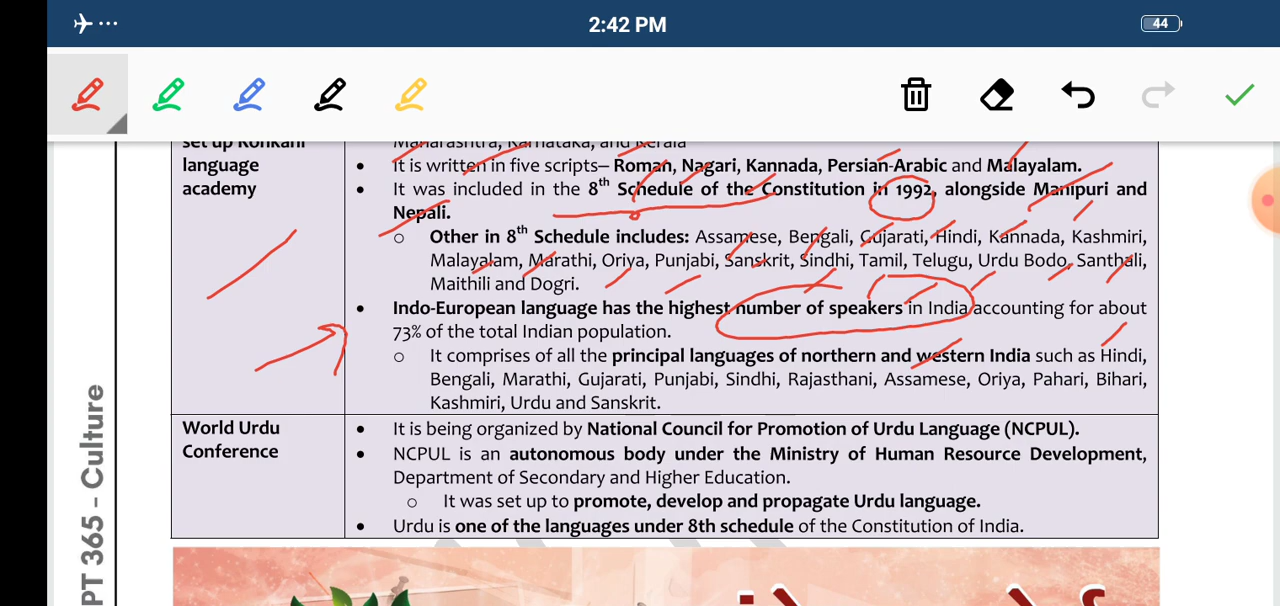 2:42 PM
44
set up Konkani
language
academy
Maharashtra, Karnataka, and Kerala
• It is written in five scripts– Roman, Nagari, Kannada, Persian-Arabic and Malayalam.
• It was included in the 8th Schedule of the Constitution in 1992, alongside Manipuri and
Nepali.
o Other in 8th Schedule includes: Assamese, Bengali, Gujarati, Hindi, Kannada, Kashmiri,
Malayalam, Marathi, Oriya, Punjabi, Sanskrit, Sindhi, Tamil, Telugu, Urdu Bodo, Santhali,
Maithili and Dogri.
• Indo-European language has the highest number of speakers in India accounting for about
73% of the total Indian population.
o It comprises of all the principal languages of northern and western India such as Hindi,
Bengali, Marathi, Gujarati, Punjabi, Sindhi, Rajasthani, Assamese, Oriya, Pahari, Bihari,
Kashmiri, Urdu and Sanskrit.
World Urdu
Conference
• It is being organized by National Council for Promotion of Urdu Language (NCPUL).
• NCPUL is an autonomous body under the Ministry of Human Resource Development,
Department of Secondary and Higher Education.
o It was set up to promote, develop and propagate Urdu language.
• Urdu is one of the languages under 8th schedule of the Constitution of India.
PT 365 - Culture